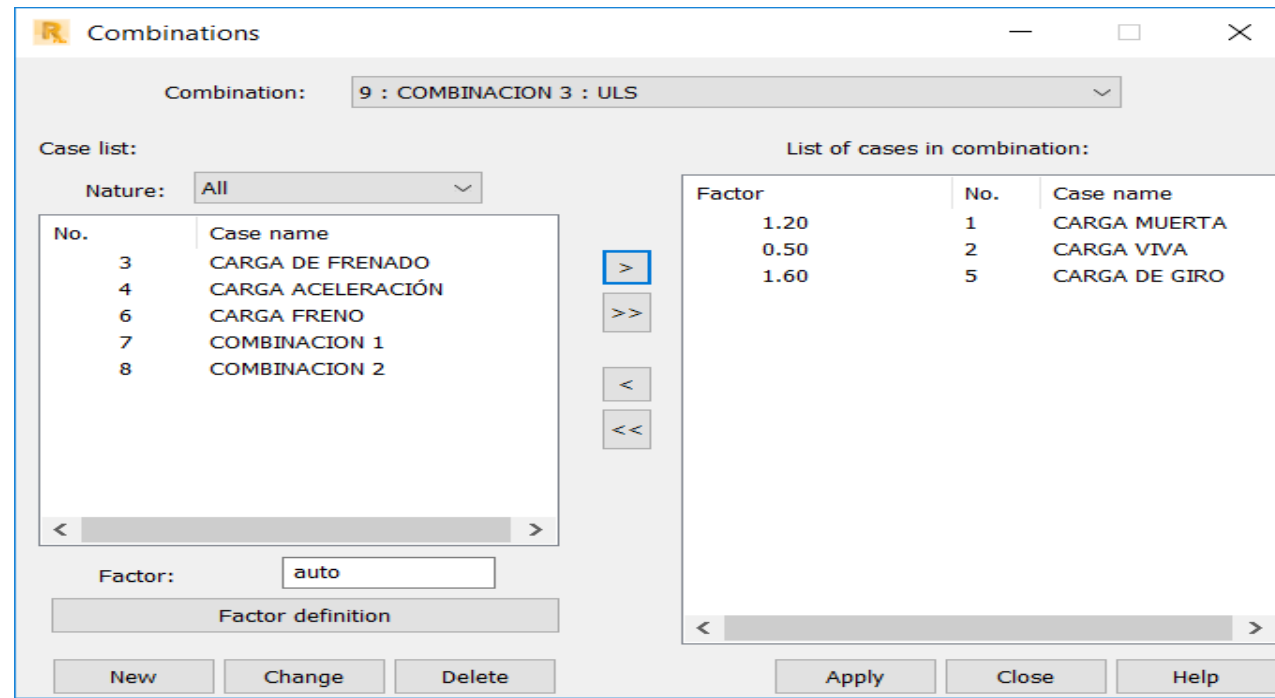 Combinations
Combination: 9 : COMBINACION 3 : ULS
Case list:
Nature: All
No. Case name
3 CARGA DE FRENADO
4 CARGA ACELERACIÓN
6 CARGA FRENO
7 COMBINACION 1
8 COMBINACION 2
Factor: auto
Factor definition
New Change Delete
>
>>
<
<<
List of cases in combination:
Factor No. Case name
1.20 1 CARGA MUERTA
0.50 2 CARGA VIVA
1.60 5 CARGA DE GIRO
Apply Close Help